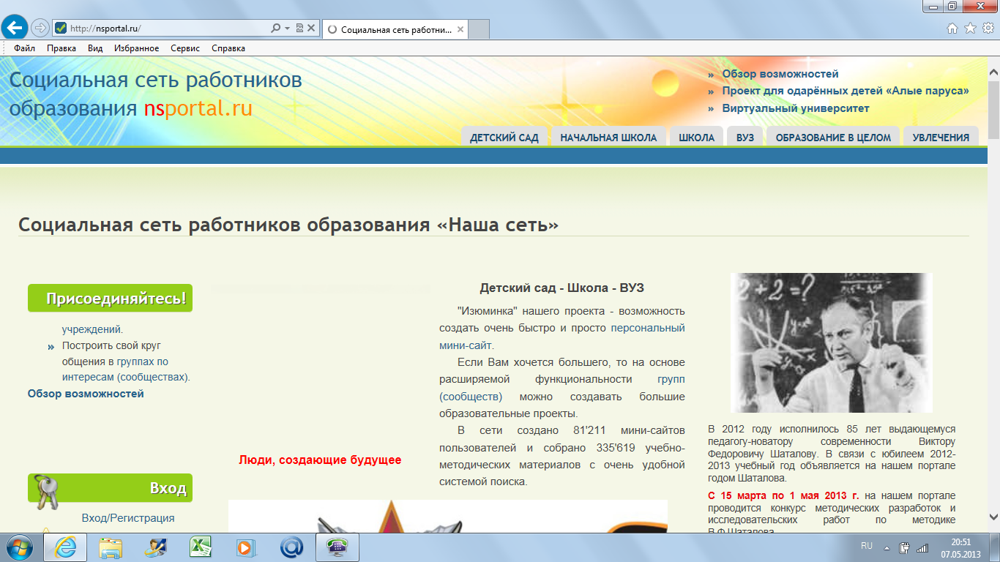 http://nsportal.ru/
Социальная сеть работни...
Файл Правка Вид Избранное Сервис Справка
Социальная сеть работников
образования nsportal.ru
» Обзор возможностей
» Проект для одарённых детей «Алые паруса»
» Виртуальный университет
ДЕТСКИЙ САД НАЧАЛЬНАЯ ШКОЛА ШКОЛА ВУЗ ОБРАЗОВАНИЕ В ЦЕЛОМ УВЛЕЧЕНИЯ
Социальная сеть работников образования «Наша сеть»
Присоединяйтесь!
учреждений.
» Построить свой круг
общения в группах по
интересам (сообществах).
Обзор возможностей
Вход
Вход/Регистрация
Люди, создающие будущее
Детский сад - Школа - ВУЗ
"Изюминка" нашего проекта - возможность
создать очень быстро и просто персональный
мини-сайт.
Если Вам хочется большего, то на основе
расширяемой функциональности групп
(сообществ) можно создавать большие
образовательные проекты.
В сети создано 81'211 мини-сайтов
пользователей и собрано 335'619 учебно-
методических материалов с очень удобной
системой поиска.
2 + 2 = ?
В 2012 году исполнилось 85 лет выдающемуся
педагогу-новатору современности Виктору
Федоровичу Шаталову. В связи с юбилеем 2012-
2013 учебный год объявляется на нашем портале
годом Шаталова.
С 15 марта по 1 мая 2013 г. на нашем портале
проводится конкурс методических разработок и
исследовательских работ по методике
В.Ф.Шаталова
RU
20:51
07.05.2013